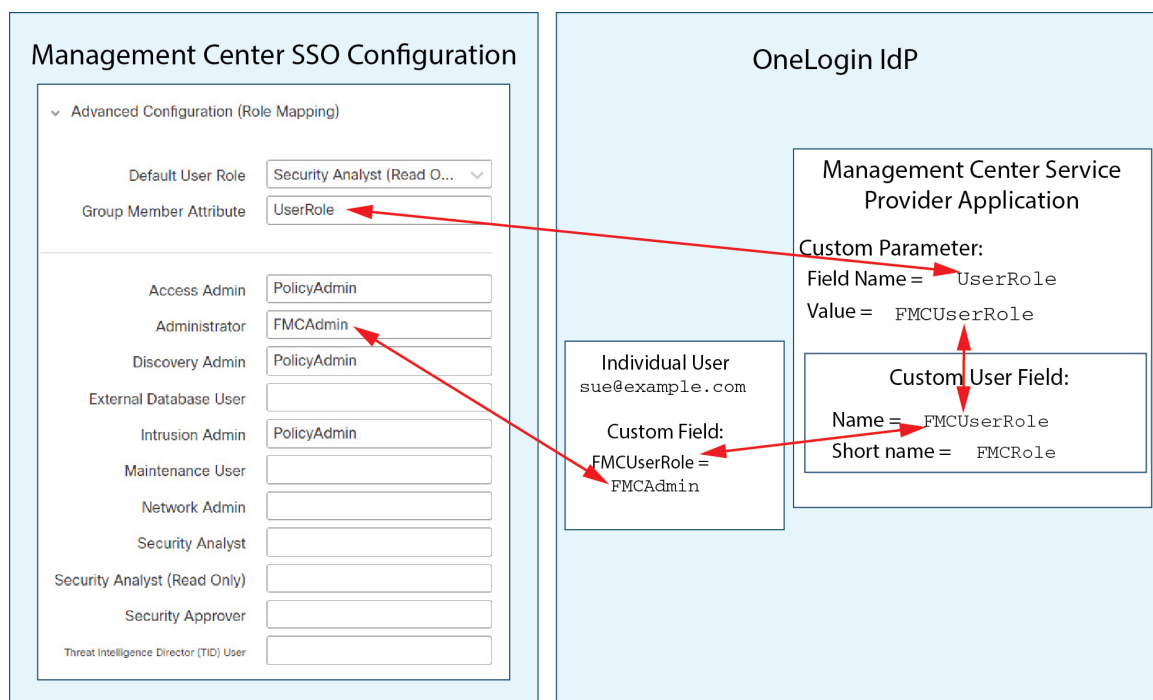 Management Center SSO Configuration
Advanced Configuration (Role Mapping)
Default User Role
Security Analyst (Read O...
Group Member Attribute
UserRole
Access Admin
PolicyAdmin
Administrator
FMCAdmin
Discovery Admin
PolicyAdmin
External Database User
Intrusion Admin
PolicyAdmin
Maintenance User
Network Admin
Security Analyst
Security Analyst (Read Only)
Security Approver
Threat Intelligence Director (TID) User
OneLogin IdP
Individual User
sue@example.com
Custom Field:
FMCUserRole =
FMCAdmin
Management Center Service
Provider Application
Custom Parameter:
Field Name = UserRole
Value = FMCUserRole
Custom User Field:
Name = FMCUserRole
Short name = FMCRole